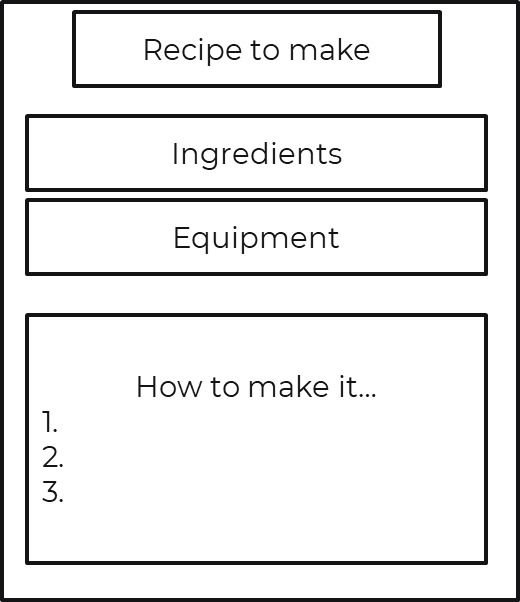 Recipe to make
Ingredients
Equipment
How to make it...
1.
2.
3.